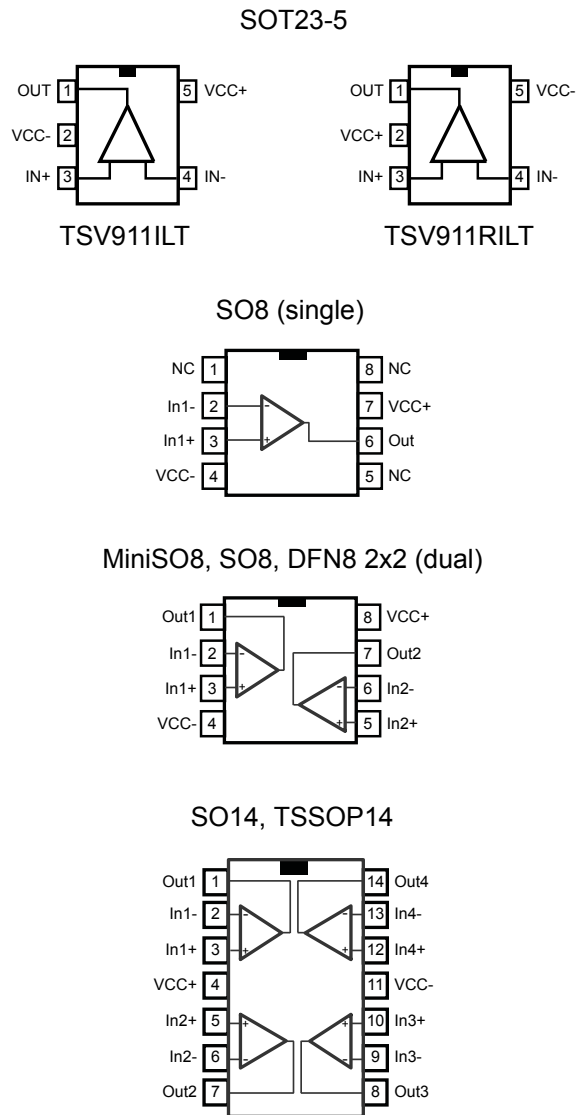 SOT23-5
OUT 1 5 VCC+
VCC- 2
IN+ 3 4 IN-
TSV911ILT
OUT 1 5 VCC-
VCC+ 2
IN+ 3 4 IN-
TSV911RILT
SO8 (single)
NC 1 8 NC
In1- 2 - 7 VCC+
In1+ 3 + 6 Out
VCC- 4 5 NC
MiniSO8, SO8, DFN8 2x2 (dual)
Out1 1 8 VCC+
In1- 2 - 7 Out2
In1+ 3 + - 6 In2-
VCC- 4 + 5 In2+
SO14, TSSOP14
Out1 1 14 Out4
In1- 2 - - 13 In4-
In1+ 3 + + 12 In4+
VCC+ 4 11 VCC-
In2+ 5 + + 10 In3+
In2- 6 - - 9 In3-
Out2 7 8 Out3